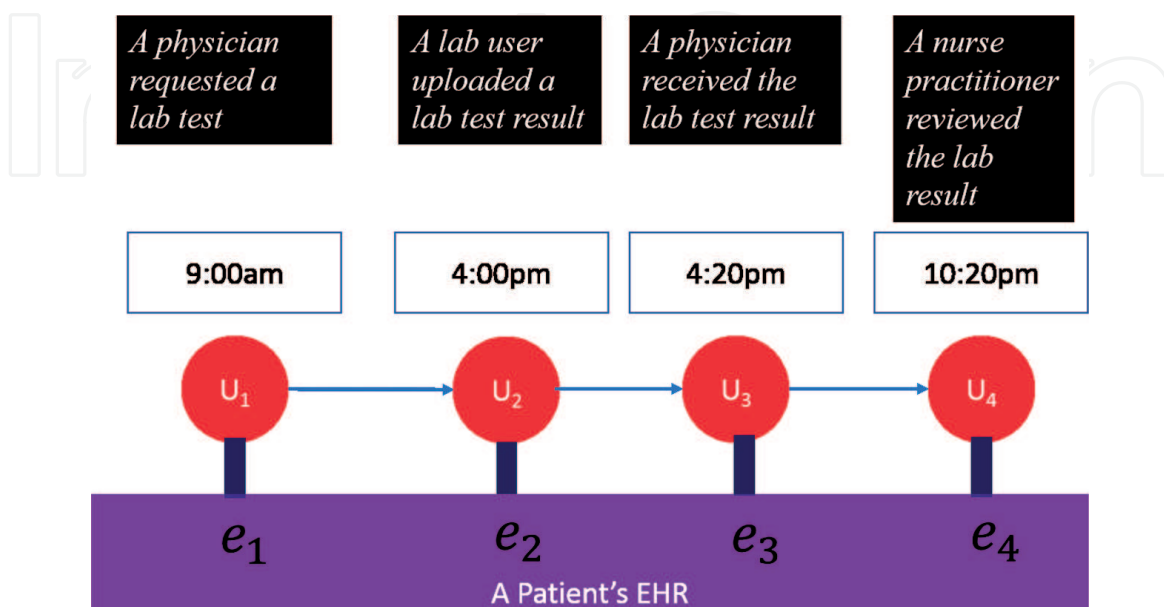 A physician
requested a
lab test
A lab user
uploaded a
lab test result
A physician
received the
lab test result
A nurse
practitioner
reviewed
the lab
result
9:00am
4:00pm
4:20pm
10:20pm
U₁
U₂
U₃
U₄
e₁
e₂
e₃
e₄
A Patient’s EHR